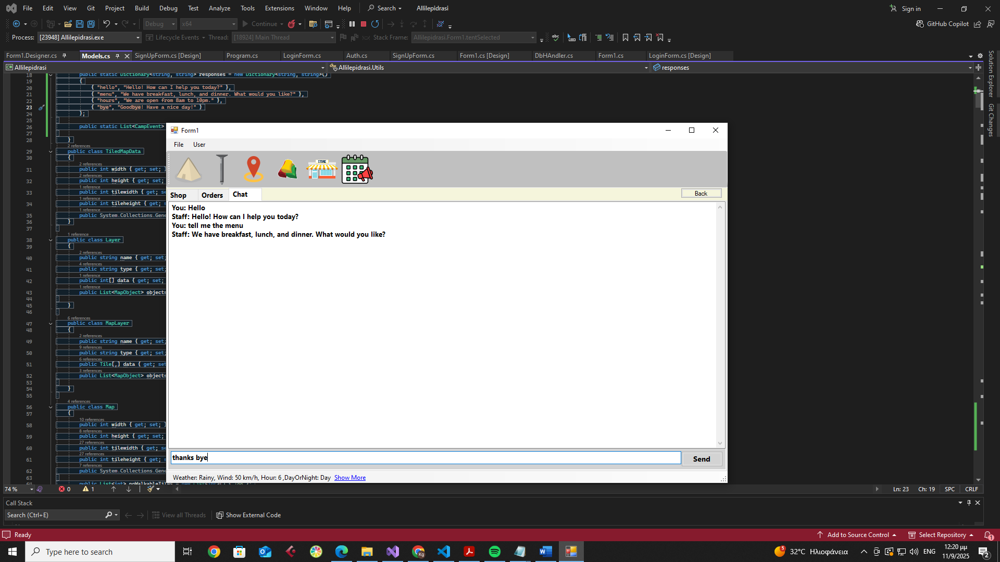 File Edit View Git Project Build Debug Test Analyze Tools Extensions Window Help Search Allilepidrasi Sign in
Debug x64 Continue GitHub Copilot
Process: [23948] Allilepidrasi.exe Lifecycle Events Thread: [18924] Main Thread Stack Frame: Allilepidrasi.Form1.tentSelected
Form1.Designer.cs Models.cs SignUpForm.cs [Design] Program.cs LoginForm.cs Auth.cs SignUpForm.cs Form1.cs [Design] DbHAndler.cs Form1.cs LoginForm.cs [Design]
Allilepidrasi Allilepidrasi.Utils responses
Solution Explorer
Git Changes
18 public static Dictionary<string, string> responses = new Dictionary<string, string>()
19 {
20 { "hello", "Hello! How can I help you today?" },
21 { "menu", "We have breakfast, lunch, and dinner. What would you like?" },
22 { "hours", "We are open from 8am to 10pm." },
23 { "bye", "Goodbye! Have a nice day!" }
24 };
25
26 public static List<CampEvent>
27
28 }
2 references
29 public class TiledMapData
30 {
2 references
31 public int width { get; set; }
2 references
32 public int height { get; set;
1 reference
33 public int tilewidth { get; se
1 reference
34 public int tileheight { get; s
1 reference
35 public System.Collections.Gene
36 }
37
1 reference
38 public class Layer
39 {
2 references
40 public string name { get; set;
4 references
41 public string type { get; set;
1 reference
42 public int[] data { get; set;
1 reference
43 public List<MapObject> objects
44
45 }
46
6 references
47 public class MapLayer
48 {
2 references
49 public string name { get; set;
9 references
50 public string type { get; set;
6 references
51 public Tile[,] data { get; set
3 references
52 public List<MapObject> objects
53
54 }
55
4 references
56 public class Map
57 {
10 references
58 public int width { get; set; }
8 references
59 public int height { get; set;
27 references
60 public int tilewidth { get; se
27 references
61 public int tileheight { get; s
7 references
62 public System.Collections.Gene
63
64
Form1
File User
STORE
Shop Orders Chat Back
You: Hello
Staff: Hello! How can I help you today?
You: tell me the menu
Staff: We have breakfast, lunch, and dinner. What would you like?
thanks bye
Send
Weather: Rainy, Wind: 50 km/h, Hour: 6 ,DayOrNight: Day Show More
74 % 0 1 Ln: 23 Ch: 19 SPC CRLF
Call Stack
Search (Ctrl+E) View all Threads Show External Code
Ready Add to Source Control Select Repository 1
Type here to search
Kg
5 32°C Ηλιοφάνεια ENG 12:20 μμ
11/9/2025 2